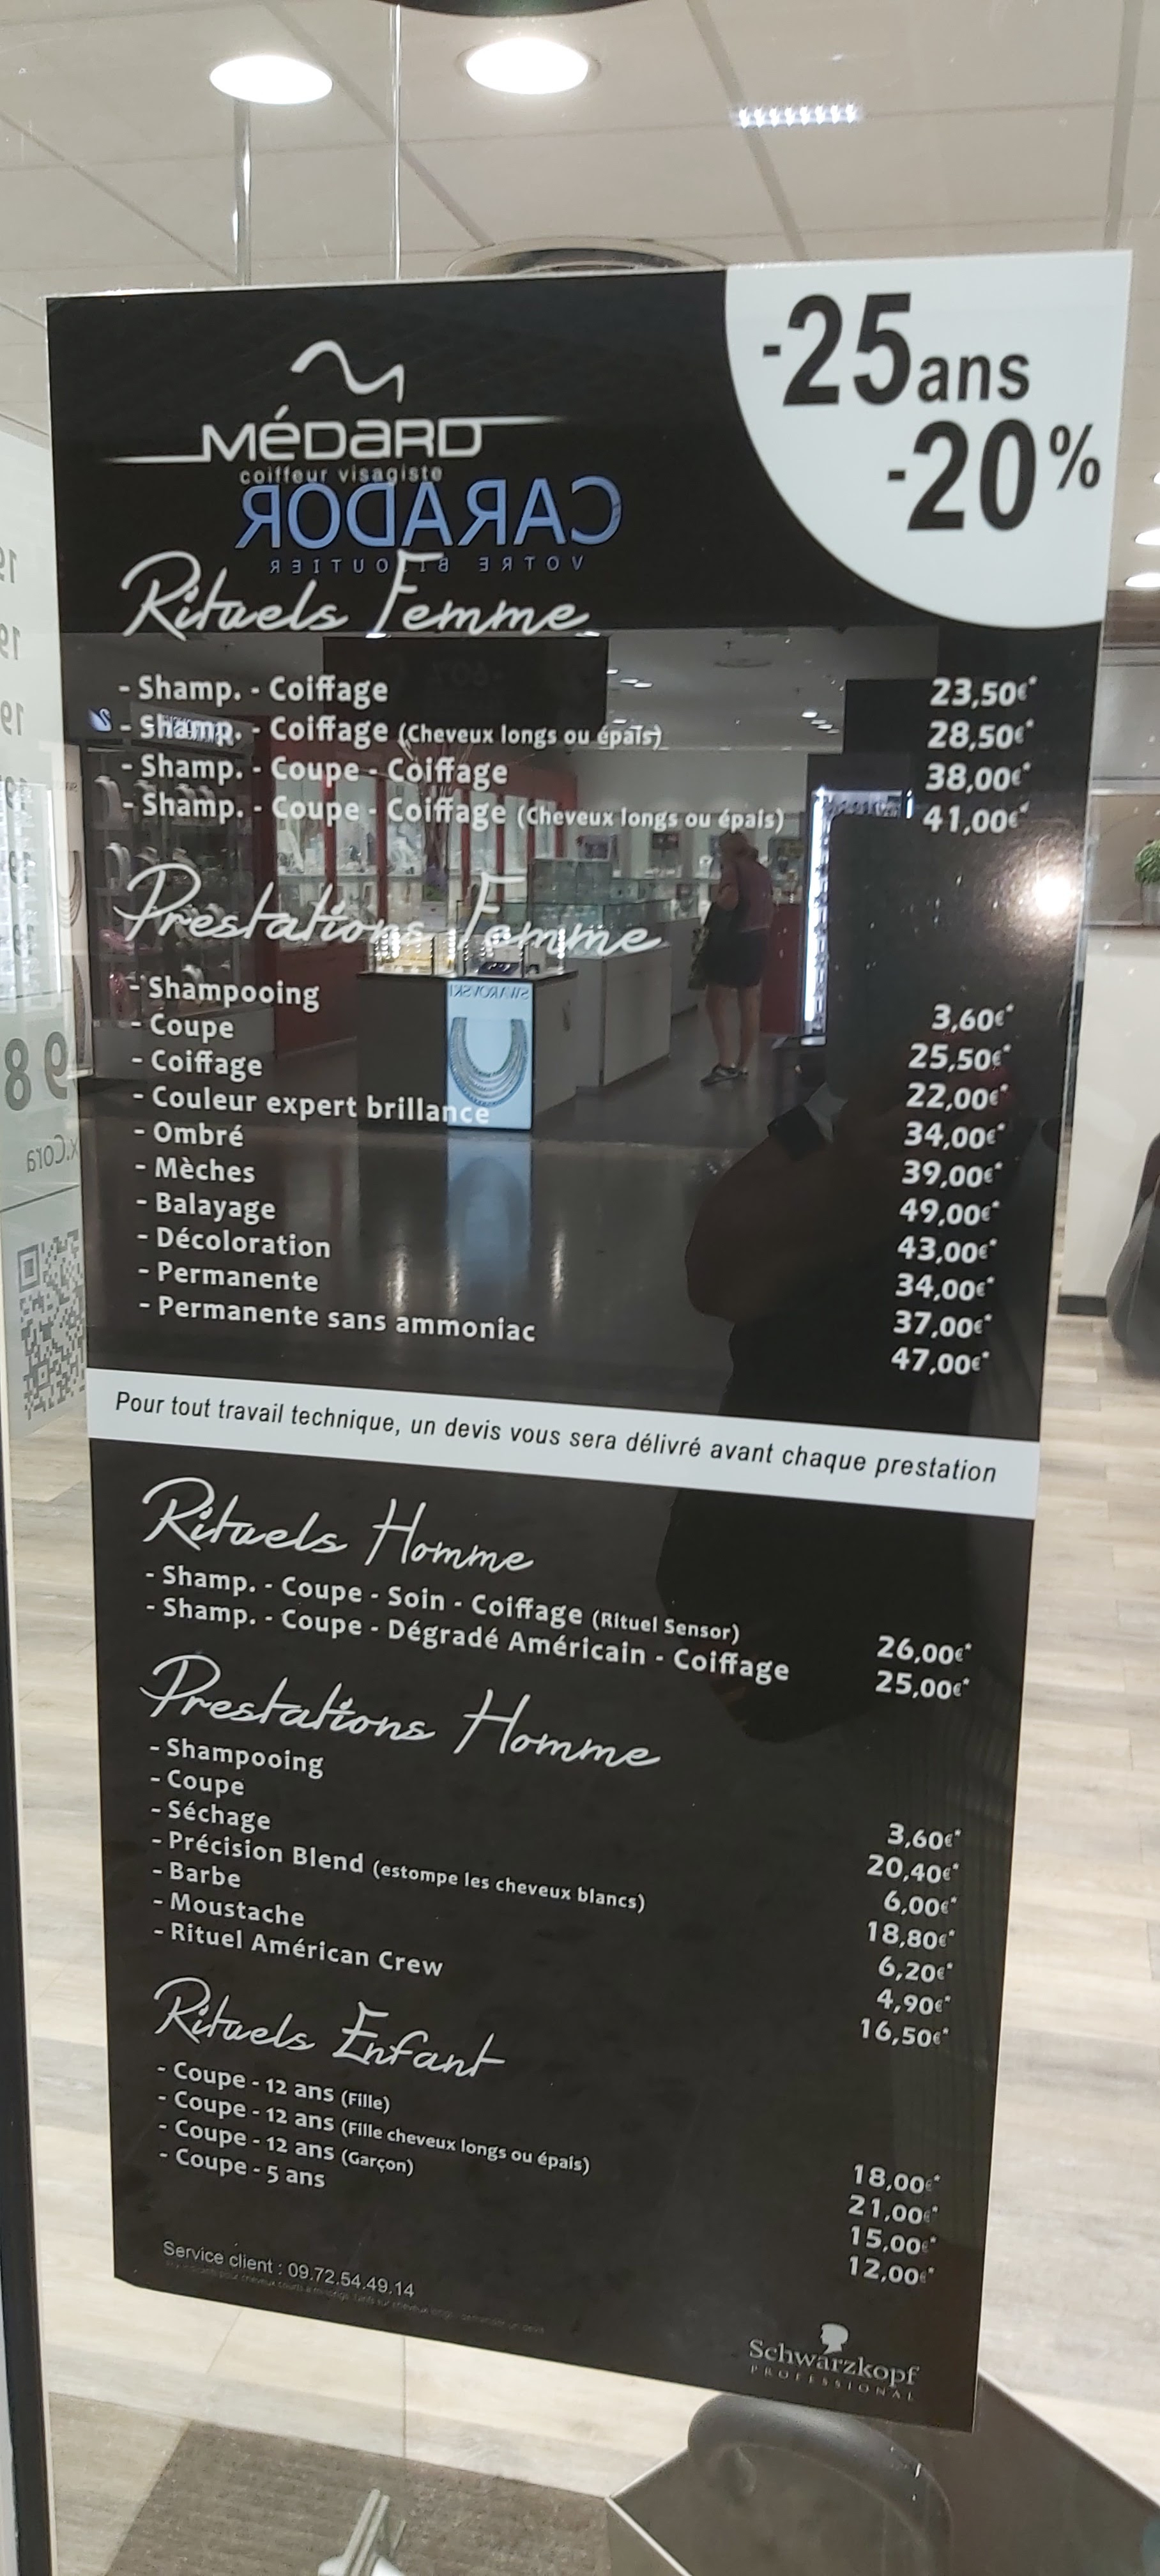 -25ans
-20%
MéDARD
coiffeur visagiste
CARADOR
VOTRE BIJOUTIER
Rituels Femme
- Shamp. - Coiffage 23,50€*
- Shamp. - Coiffage (Cheveux longs ou épais) 28,50€*
- Shamp. - Coupe - Coiffage 38,00€*
- Shamp. - Coupe - Coiffage (Cheveux longs ou épais) 41,00€*
Prestations Femme
- Shampooing 3,60€*
- Coupe 25,50€*
- Coiffage 22,00€*
- Couleur expert brillance 34,00€*
- Ombré 39,00€*
- Mèches 49,00€*
- Balayage 43,00€*
- Décoloration 34,00€*
- Permanente 37,00€*
- Permanente sans ammoniac 47,00€*
SWAROVSKI
98
x.Cora
Pour tout travail technique, un devis vous sera délivré avant chaque prestation
Rituels Homme
- Shamp. - Coupe - Soin - Coiffage (Rituel Sensor) 26,00€*
- Shamp. - Coupe - Dégradé Américain - Coiffage 25,00€*
Prestations Homme
- Shampooing 3,60€*
- Coupe 20,40€*
- Séchage 6,00€*
- Précision Blend (estompe les cheveux blancs) 18,80€*
- Barbe 6,20€*
- Moustache 4,90€*
- Rituel Américan Crew 16,50€*
Rituels Enfant
- Coupe - 12 ans (Fille) 18,00€*
- Coupe - 12 ans (Fille cheveux longs ou épais) 21,00€*
- Coupe - 12 ans (Garçon) 15,00€*
- Coupe - 5 ans 12,00€*
Service client : 09.72.54.49.14
Schwarzkopf
PROFESSIONAL